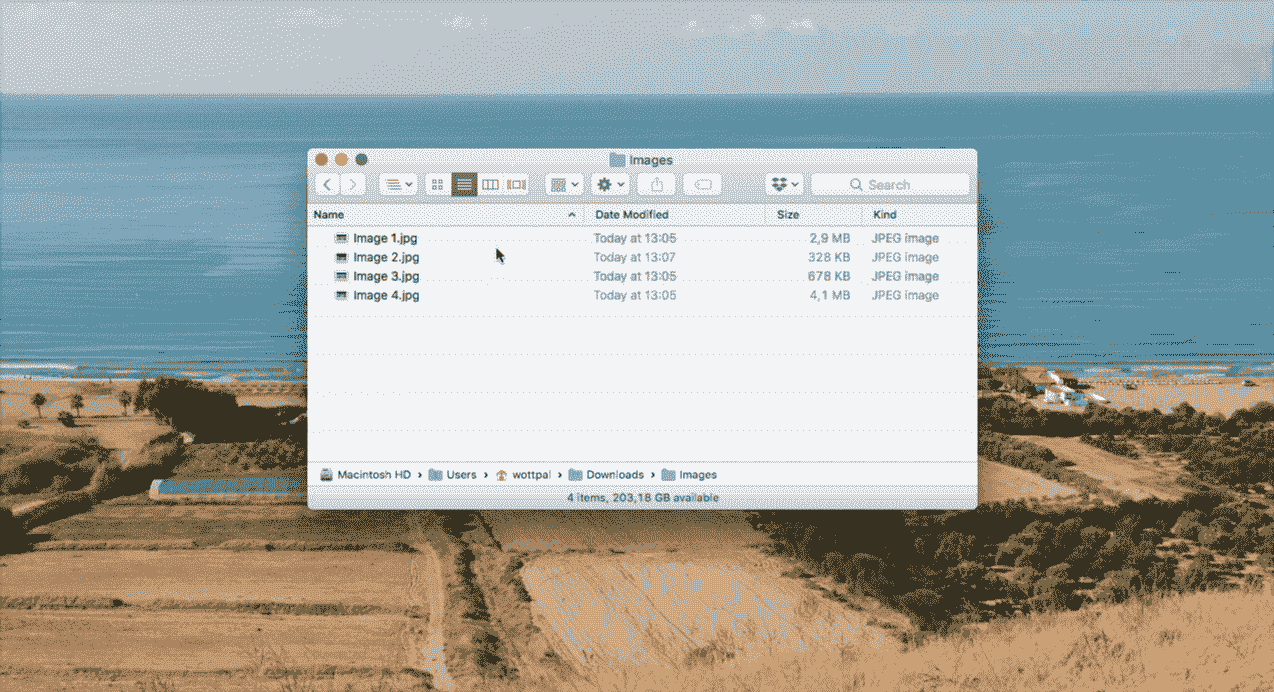 Images
Search
Name Date Modified Size Kind
Image 1.jpg Today at 13:05 2,9 MB JPEG image
Image 2.jpg Today at 13:07 328 KB JPEG image
Image 3.jpg Today at 13:05 678 KB JPEG image
Image 4.jpg Today at 13:05 4,1 MB JPEG image
Macintosh HD › Users › wottpal › Downloads › Images
4 items, 203,18 GB available